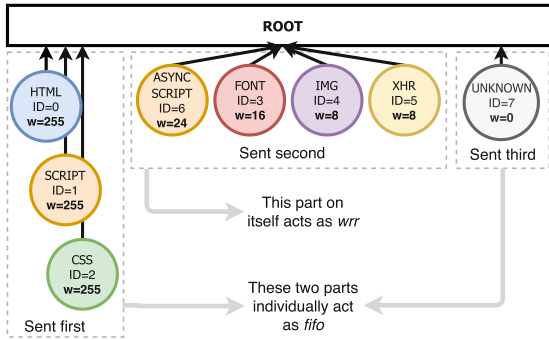 ROOT
HTML
ID=0
w=255
SCRIPT
ID=1
w=255
CSS
ID=2
w=255
Sent first
ASYNC
SCRIPT
ID=6
w=24
FONT
ID=3
w=16
IMG
ID=4
w=8
XHR
ID=5
w=8
Sent second
UNKNOWN
ID=7
w=0
Sent third
This part on
itself acts as wrr
These two parts
individually act
as fifo